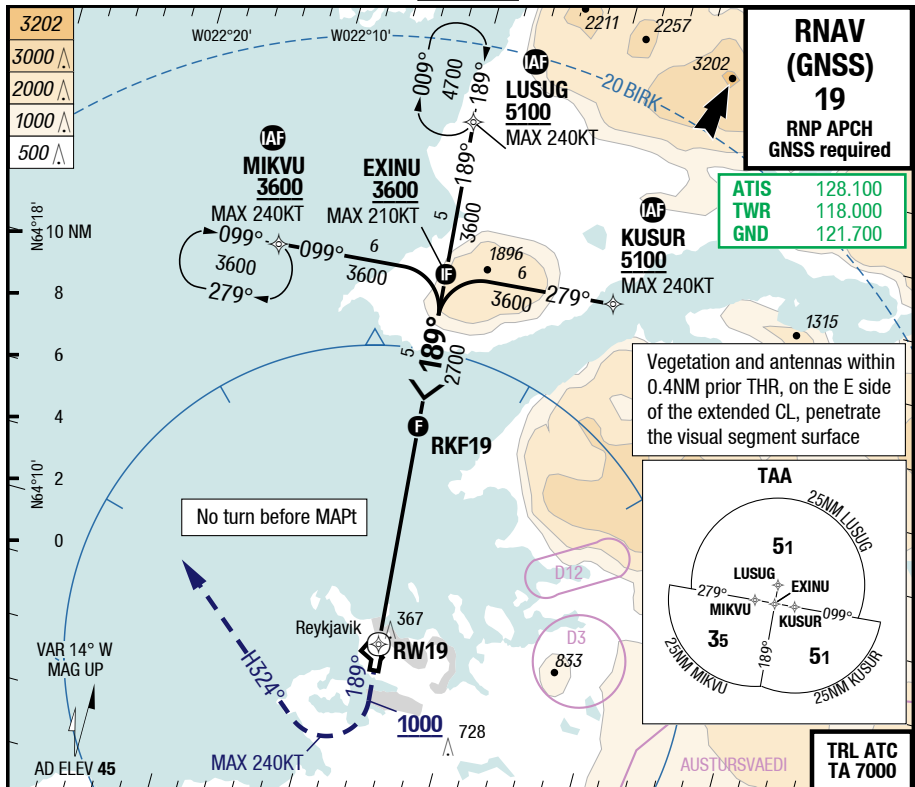 3202
3000
2000
1000
500
W022°20'
W022°10'
2211
2257
3202
20 BIRK
RNAV
(GNSS)
19
RNP APCH
GNSS required
ATIS 128.100
TWR 118.000
GND 121.700
009°
4700
189°
IAF
LUSUG
5100
MAX 240KT
189°
5
3600
IAF
MIKVU
3600
MAX 240KT
EXINU
3600
MAX 210KT
IAF
KUSUR
5100
MAX 240KT
N64°18'
10 NM
8
6
4
2
0
N64°10'
099°
3600
279°
099°
6
3600
IF
1896
6
3600
279°
1315
5
189°
2700
F
RKF19
Vegetation and antennas within
0.4NM prior THR, on the E side
of the extended CL, penetrate
the visual segment surface
No turn before MAPt
TAA
25NM LUSUG
51
LUSUG
EXINU
279°
MIKVU
KUSUR
099°
35
189°
51
25NM MIKVU
25NM KUSUR
D12
D3
833
Reykjavik
367
RW19
H324°
189°
1000
MAX 240KT
728
VAR 14° W
MAG UP
AD ELEV 45
AUSTURSVAEDI
TRL ATC
TA 7000